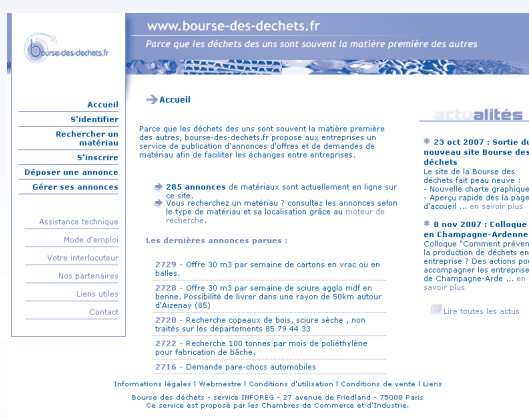 www.bourse-des-dechets.fr
Parce que les déchets des uns sont souvent la matière première des autres
bourse-des-dechets.fr
Accueil
S'identifier
Rechercher un
matériau
S'inscrire
Déposer une annonce
Gérer ses annonces
Assistance technique
Mode d'emploi
Votre interlocuteur
Nos partenaires
Liens utiles
Contact
Accueil
Parce que les déchets des uns sont souvent la matière première
des autres, bourse-des-dechets.fr propose aux entreprises un
service de publication d'annonces d'offres et de demandes de
matériau afin de faciliter les échanges entre entreprises.
285 annonces de matériaux sont actuellement en ligne sur
ce site.
Vous recherchez un matériau ? consultez les annonces selon
le type de matériau et sa localisation grâce au moteur de
recherche.
Les dernières annonces parues :
2729 - Offre 30 m3 par semaine de cartons en vrac ou en
balles.
2728 - Offre 30 m3 par semaine de sciure agglo mdf en
benne. Possibilité de livrer dans une rayon de 50km autour
d'Aizenay (85)
2720 - Recherche copeaux de bois, sciure sèche , non
traités sur les départements 85 79 44 33
2722 - Recherche 100 tonnes par mois de poliéthylène
pour fabrication de bâche.
2716 - Demande pare-chocs automobiles
actualités
23 oct 2007 : Sortie du
nouveau site Bourse des
déchets
Le site de la Bourse des
déchets fait peau neuve :
- Nouvelle charte graphique
- Aperçu rapide dès la page
d'accueil ... en savoir plus
8 nov 2007 : Colloque
en Champagne-Ardenne
Colloque "Comment préven
la production de déchets en
entreprise ? Des actions pou
accompagner les entreprise
de Champagne-Arde ... en
savoir plus
Lire toutes les actus
Informations légales I Webmestre I Conditions d'utilisation I Conditions de vente I Liens
Bourse des déchets - service INFOREG - 27 avenue de Friedland - 75008 Paris
Ce service est proposé par les Chambres de Commerce et d'Industrie.